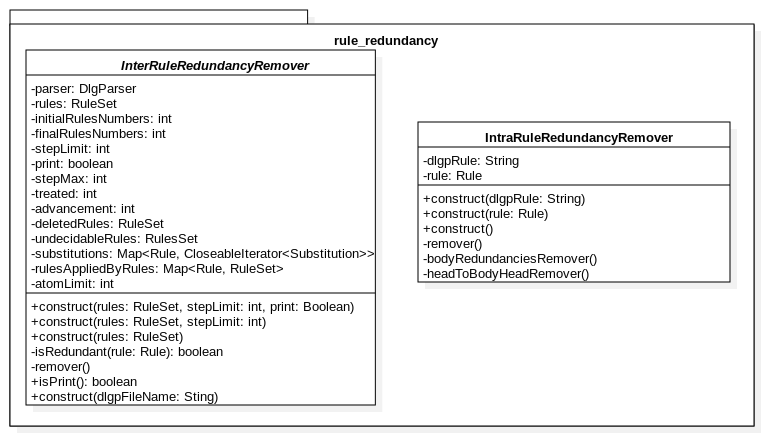 rule_redundancy
InterRuleRedundancyRemover
-parser: DlgParser
-rules: RuleSet
-initialRulesNumbers: int
-finalRulesNumbers: int
-stepLimit: int
-print: boolean
-stepMax: int
-treated: int
-advancement: int
-deletedRules: RuleSet
-undecidableRules: RulesSet
-substitutions: Map<Rule, CloseableIterator<Substitution>>
-rulesAppliedByRules: Map<Rule, RuleSet>
-atomLimit: int
+construct(rules: RuleSet, stepLimit: int, print: Boolean)
+construct(rules: RuleSet, stepLimit: int)
+construct(rules: RuleSet)
-isRedundant(rule: Rule): boolean
-remover()
+isPrint(): boolean
+construct(dlgpFileName: Sting)
IntraRuleRedundancyRemover
-dlgpRule: String
-rule: Rule
+construct(dlgpRule: String)
+construct(rule: Rule)
+construct()
-remover()
-bodyRedundanciesRemover()
-headToBodyHeadRemover()